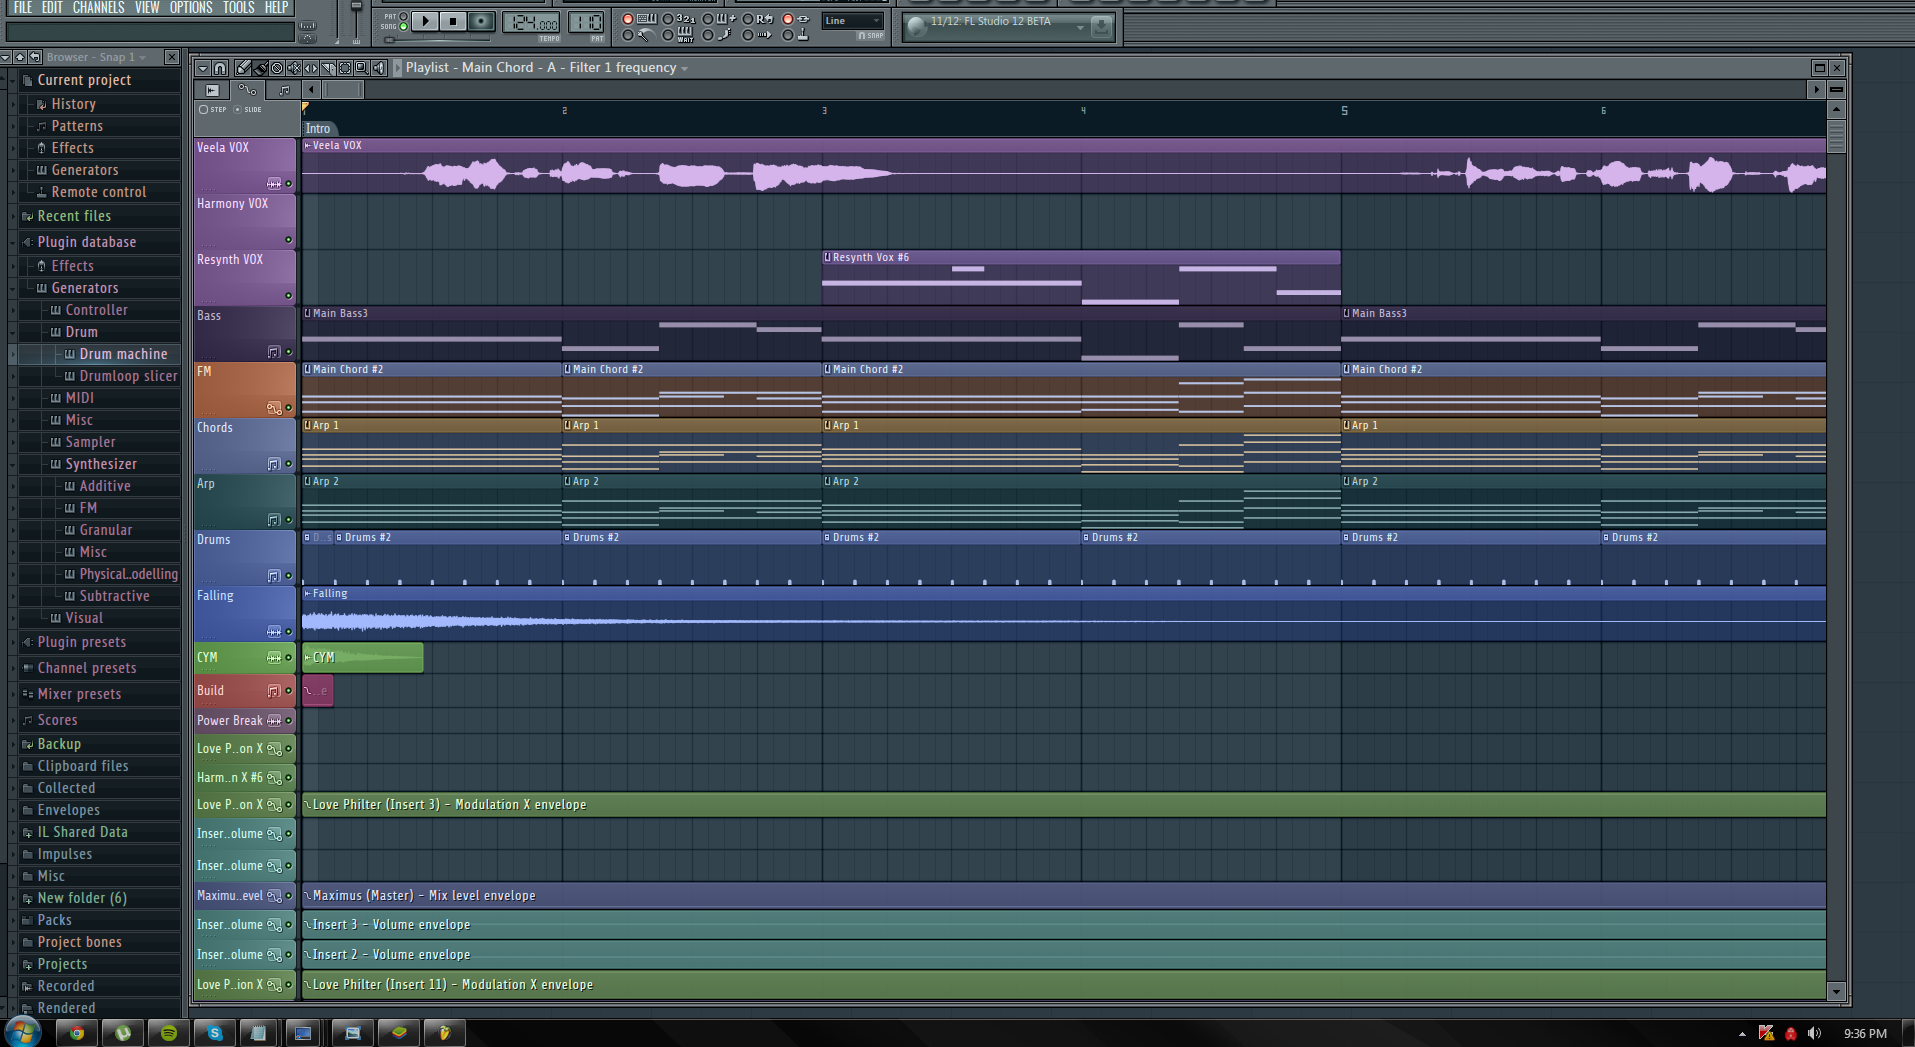 FILE EDIT CHANNELS VIEW OPTIONS TOOLS HELP
PAT
SONG
124.000
TEMPO
110
PAT
3 2 1
WAIT
Line
SNAP
11/12: FL Studio 12 BETA
Browser - Snap 1
Playlist - Main Chord - A - Filter 1 frequency
STEP SLIDE
2 3 4 5 6
Intro
Current project
History
Patterns
Effects
Generators
Remote control
Recent files
Plugin database
Effects
Generators
Controller
Drum
Drum machine
Drumloop slicer
MIDI
Misc
Sampler
Synthesizer
Additive
FM
Granular
Misc
Physical..odelling
Subtractive
Visual
Plugin presets
Channel presets
Mixer presets
Scores
Backup
Clipboard files
Collected
Envelopes
IL Shared Data
Impulses
Misc
New folder (6)
Packs
Project bones
Projects
Recorded
Rendered
Veela VOX Veela VOX
Harmony VOX
Resynth VOX Resynth Vox #6
Bass Main Bass3 Main Bass3
FM Main Chord #2 Main Chord #2 Main Chord #2 Main Chord #2
Chords Arp 1 Arp 1 Arp 1 Arp 1
Arp Arp 2 Arp 2 Arp 2 Arp 2
Drums D..s Drums #2 Drums #2 Drums #2 Drums #2 Drums #2 Drums #2
Falling Falling
CYM CYM
Build ..e
Power Break
Love P..on X
Harm..n X #6
Love P..on X Love Philter (Insert 3) - Modulation X envelope
Inser..olume
Inser..olume
Maximu..evel Maximus (Master) - Mix level envelope
Inser..olume Insert 3 - Volume envelope
Inser..olume Insert 2 - Volume envelope
Love P..ion X Love Philter (Insert 11) - Modulation X envelope
9:36 PM